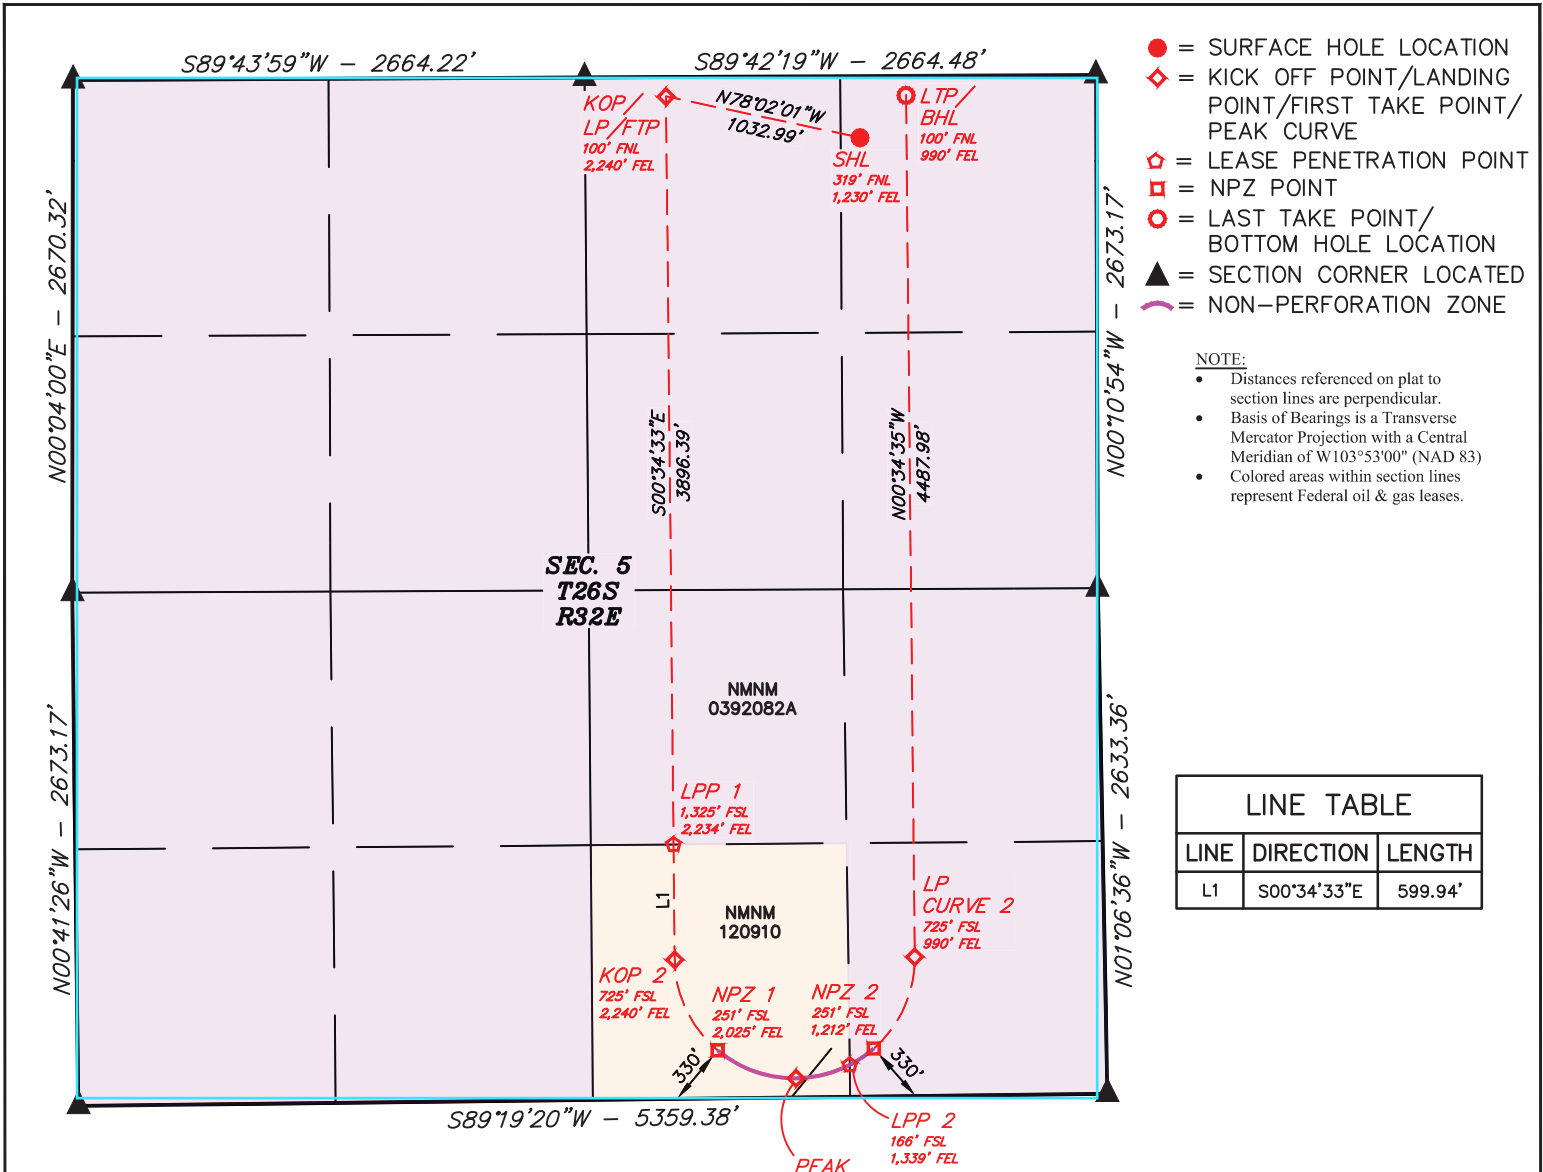 S89°43'59"W - 2664.22'
S89°42'19"W - 2664.48'
KOP/
LP/FTP
100' FNL
2,240' FEL
N78°02'01"W
1032.99'
SHL
319' FNL
1,230' FEL
LTP/
BHL
100' FNL
990' FEL
= SURFACE HOLE LOCATION
= KICK OFF POINT/LANDING
POINT/FIRST TAKE POINT/
PEAK CURVE
= LEASE PENETRATION POINT
= NPZ POINT
= LAST TAKE POINT/
BOTTOM HOLE LOCATION
= SECTION CORNER LOCATED
= NON-PERFORATION ZONE
NOTE:
• Distances referenced on plat to
section lines are perpendicular.
• Basis of Bearings is a Transverse
Mercator Projection with a Central
Meridian of W103°53'00" (NAD 83)
• Colored areas within section lines
represent Federal oil & gas leases.
N00°04'00"E - 2670.32'
N00°10'54"W - 2673.17'
S00°34'33"E
3896.39'
N00°34'35"W
4487.98'
SEC. 5
T26S
R32E
NMNM
0392082A
N00°41'26"W - 2673.17'
N01°06'36"W - 2633.36'
LPP 1
1,325' FSL
2,234' FEL
L1
NMNM
120910
LP
CURVE 2
725' FSL
990' FEL
KOP 2
725' FSL
2,240' FEL
NPZ 1
251' FSL
2,025' FEL
NPZ 2
251' FSL
1,212' FEL
330'
330'
S89°19'20"W - 5359.38'
LPP 2
166' FSL
1,339' FEL
PEAK
LINE TABLE
LINE DIRECTION LENGTH
L1 S00°34'33"E 599.94'